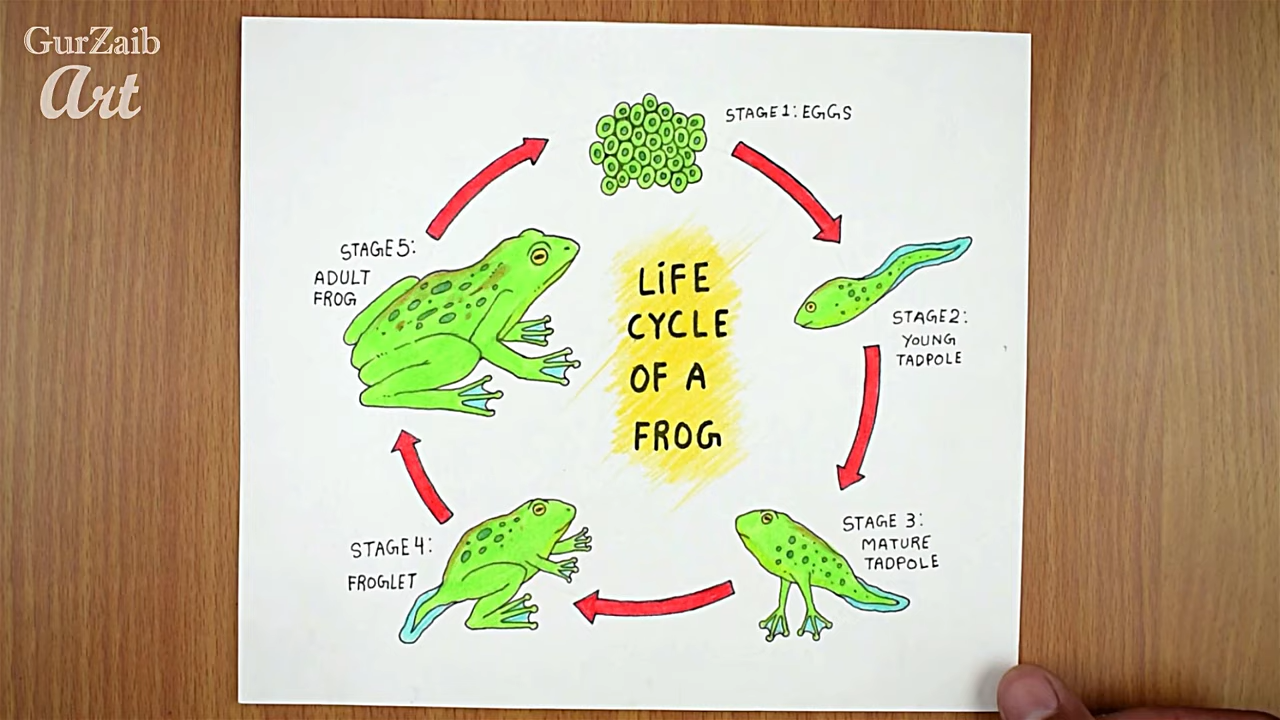 GurZaib
Art
STAGE 1: EGGS
STAGE 2:
YOUNG
TADPOLE
STAGE 3:
MATURE
TADPOLE
STAGE 4:
FROGLET
STAGE 5:
ADULT
FROG
LiFE
CYCLE
OF A
FROG